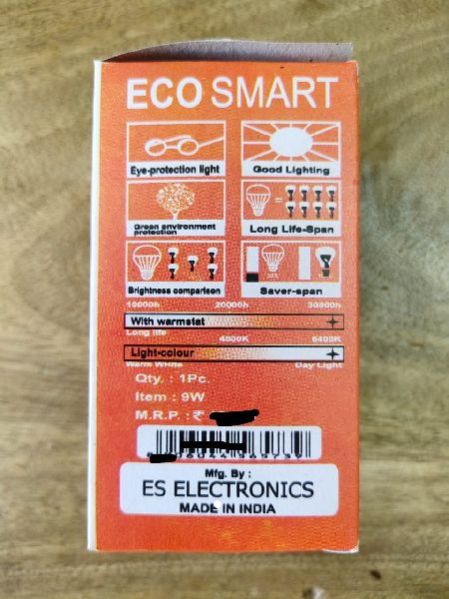 ECO SMART
Eye-protection light
Good Lighting
Green environment
protection
Long Life-Span
Brightness comparison
Saver-span
10000h 20000h 30000h
With warmstat
Long life 4000K 6400K
Light-colour
Warm White Day Light
Qty. : 1Pc.
Item : 9W
M.R.P. : ₹
Mfg. By :
ES ELECTRONICS
MADE IN INDIA